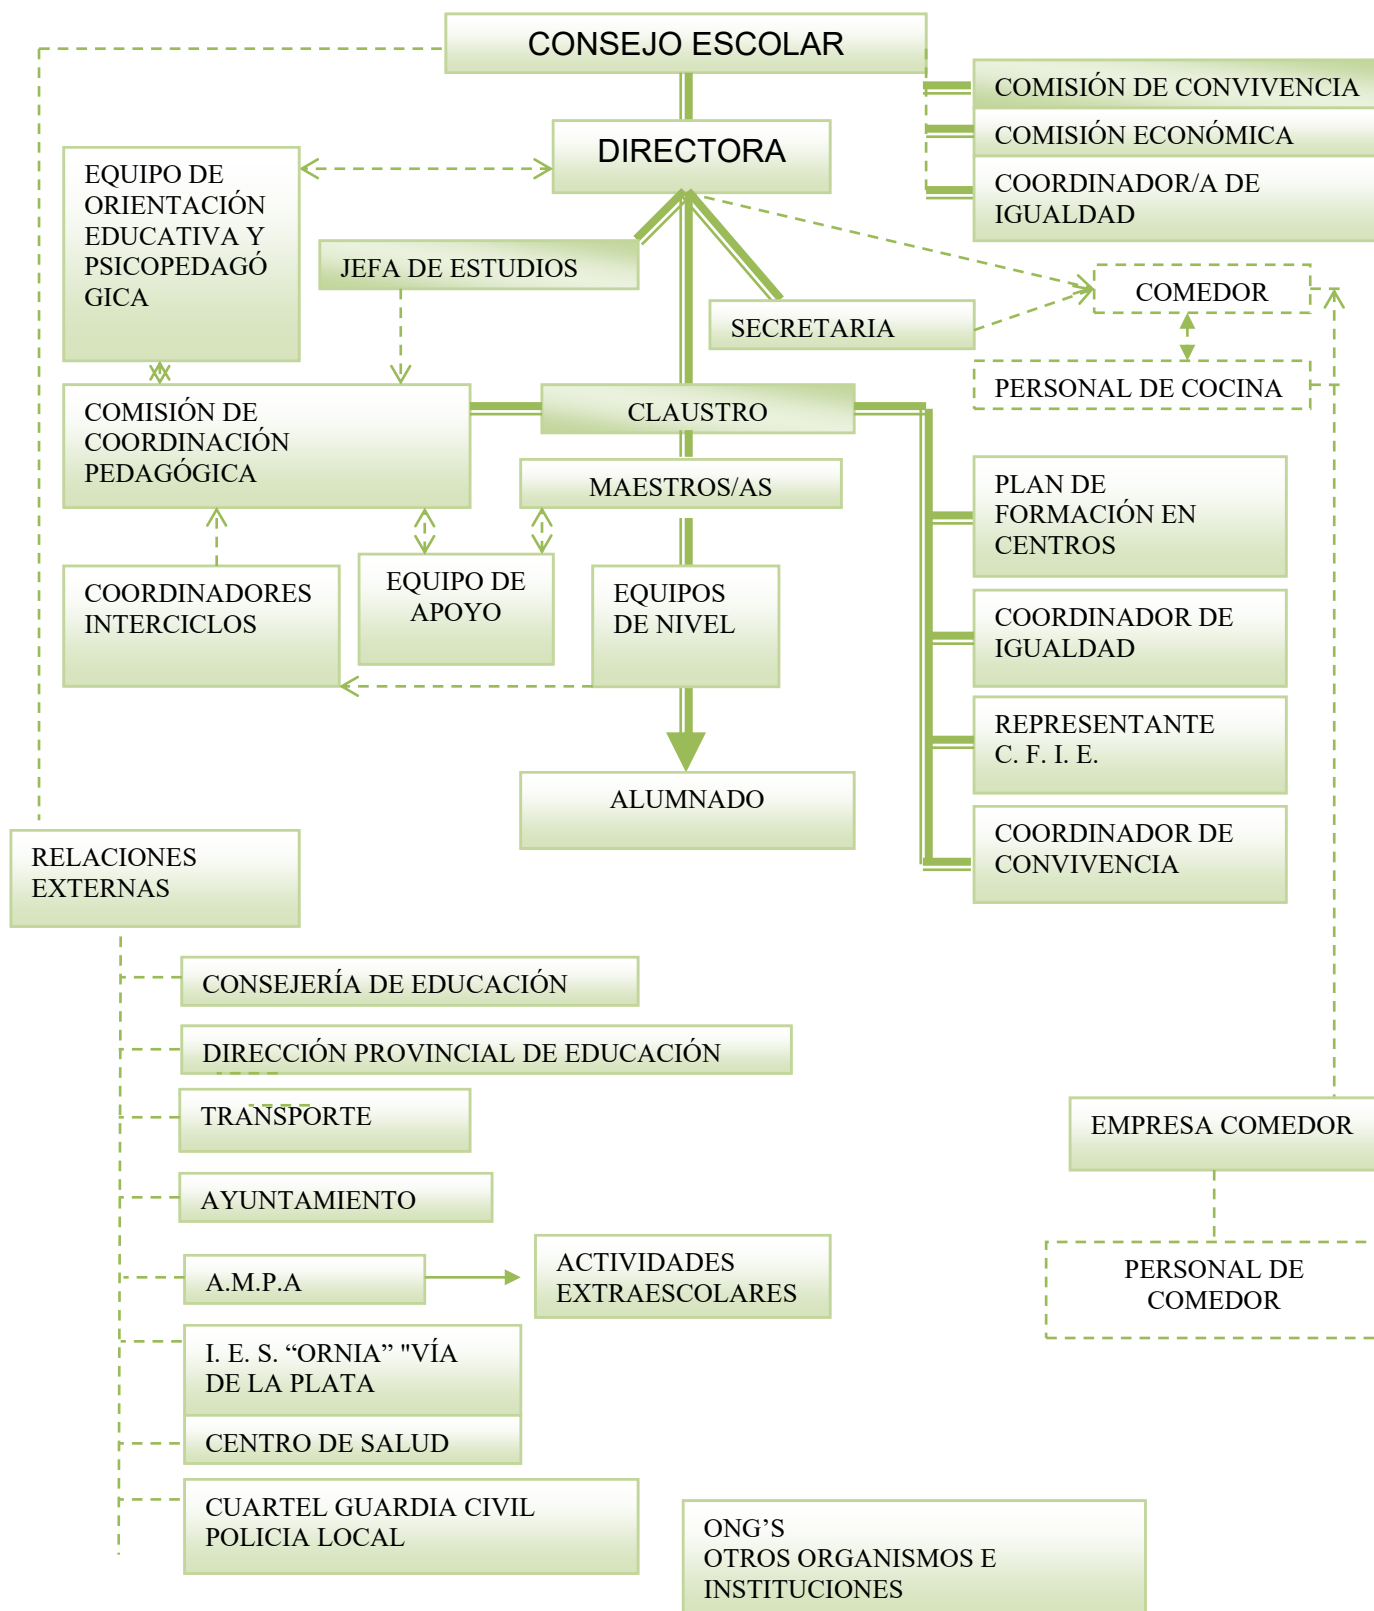 CONSEJO ESCOLAR
COMISIÓN DE CONVIVENCIA
COMISIÓN ECONÓMICA
COORDINADOR/A DE
IGUALDAD
DIRECTORA
EQUIPO DE
ORIENTACIÓN
EDUCATIVA Y
PSICOPEDAGÓ
GICA
JEFA DE ESTUDIOS
SECRETARIA
COMEDOR
PERSONAL DE COCINA
COMISIÓN DE
COORDINACIÓN
PEDAGÓGICA
CLAUSTRO
MAESTROS/AS
PLAN DE
FORMACIÓN EN
CENTROS
COORDINADORES
INTERCICLOS
EQUIPO DE
APOYO
EQUIPOS
DE NIVEL
COORDINADOR DE
IGUALDAD
REPRESENTANTE
C. F. I. E.
ALUMNADO
COORDINADOR DE
CONVIVENCIA
RELACIONES
EXTERNAS
CONSEJERÍA DE EDUCACIÓN
DIRECCIÓN PROVINCIAL DE EDUCACIÓN
TRANSPORTE
EMPRESA COMEDOR
AYUNTAMIENTO
A.M.P.A
ACTIVIDADES
EXTRAESCOLARES
PERSONAL DE
COMEDOR
I. E. S. “ORNIA” "VÍA
DE LA PLATA
CENTRO DE SALUD
CUARTEL GUARDIA CIVIL
POLICIA LOCAL
ONG’S
OTROS ORGANISMOS E
INSTITUCIONES